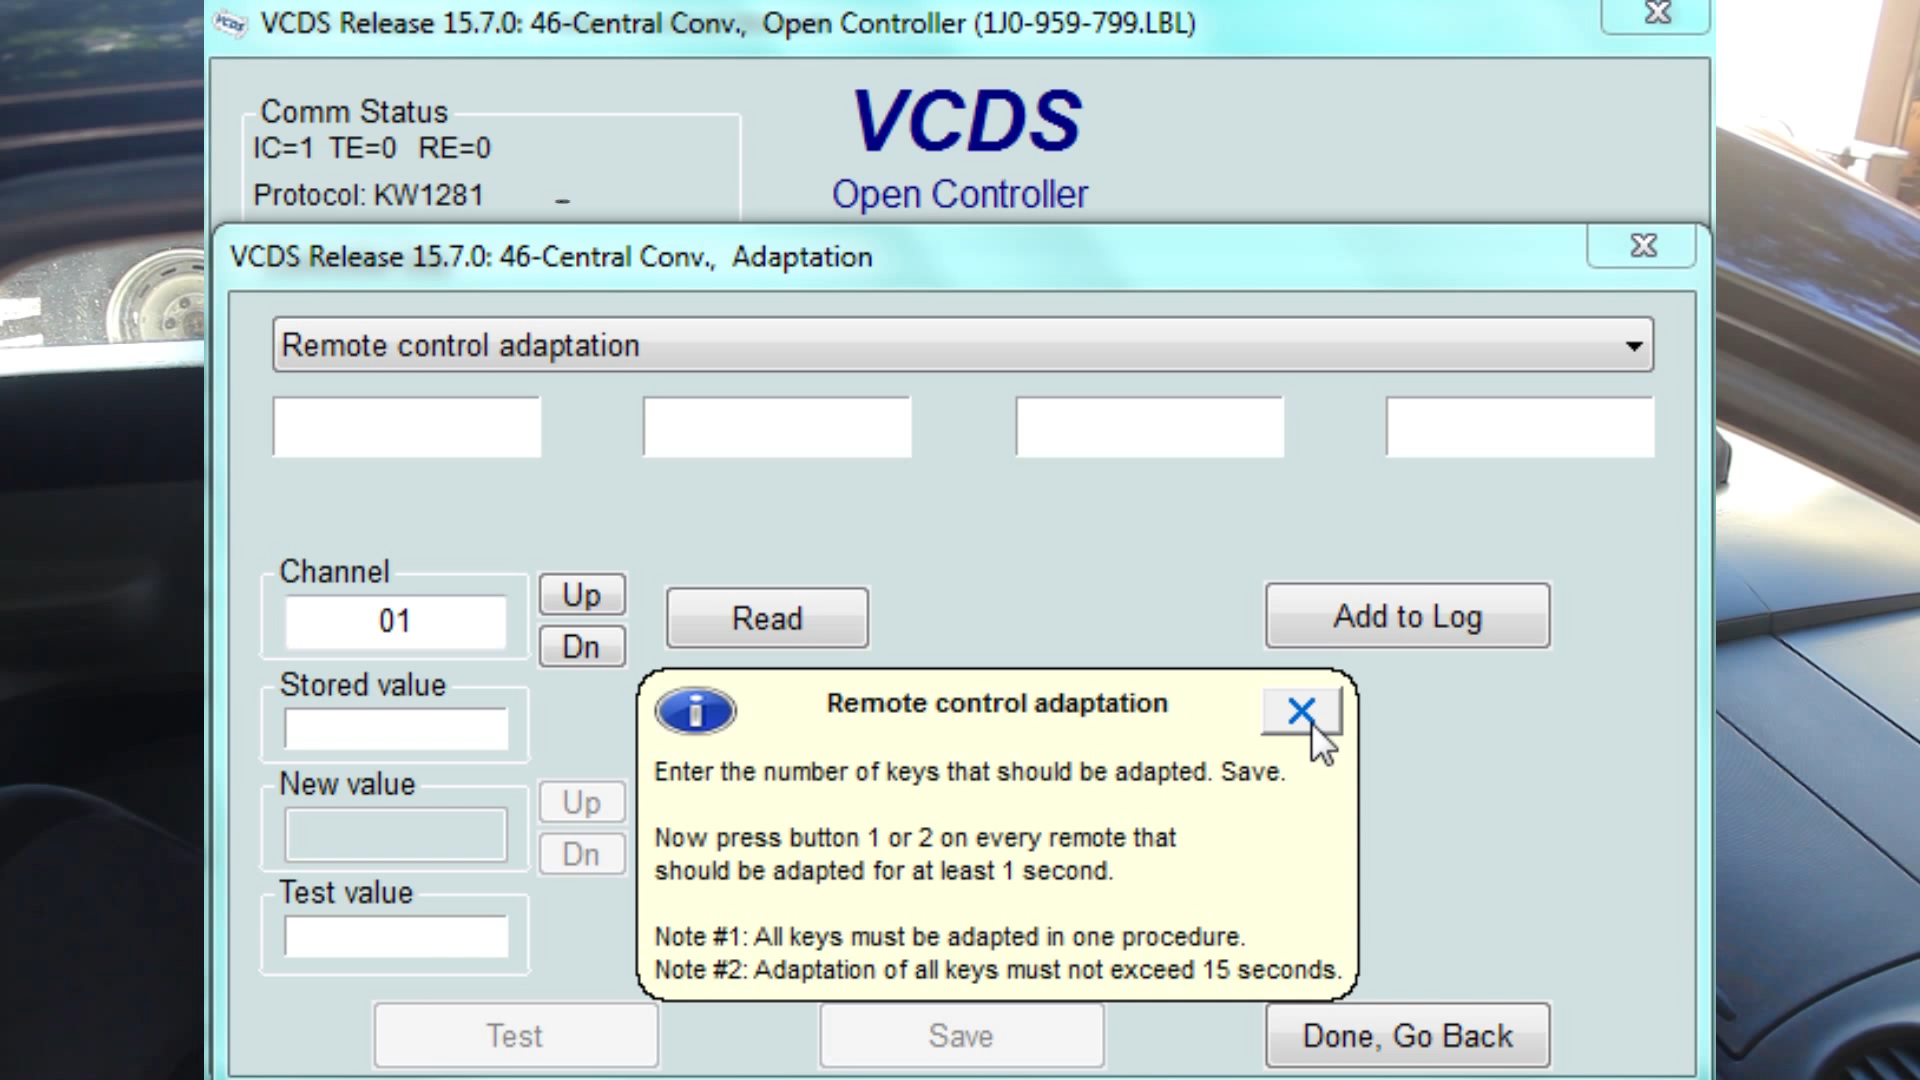 VCDS Release 15.7.0: 46-Central Conv.,  Open Controller (1J0-959-799.LBL)
Comm Status
IC=1  TE=0   RE=0
Protocol: KW1281
-
VCDS
Open Controller
VCDS Release 15.7.0: 46-Central Conv.,  Adaptation
Remote control adaptation
Channel
01
Up
Dn
Read
Add to Log
Stored value
New value
Up
Dn
Test value
Remote control adaptation
Enter the number of keys that should be adapted. Save.
Now press button 1 or 2 on every remote that
should be adapted for at least 1 second.
Note #1: All keys must be adapted in one procedure.
Note #2: Adaptation of all keys must not exceed 15 seconds.
Test
Save
Done, Go Back